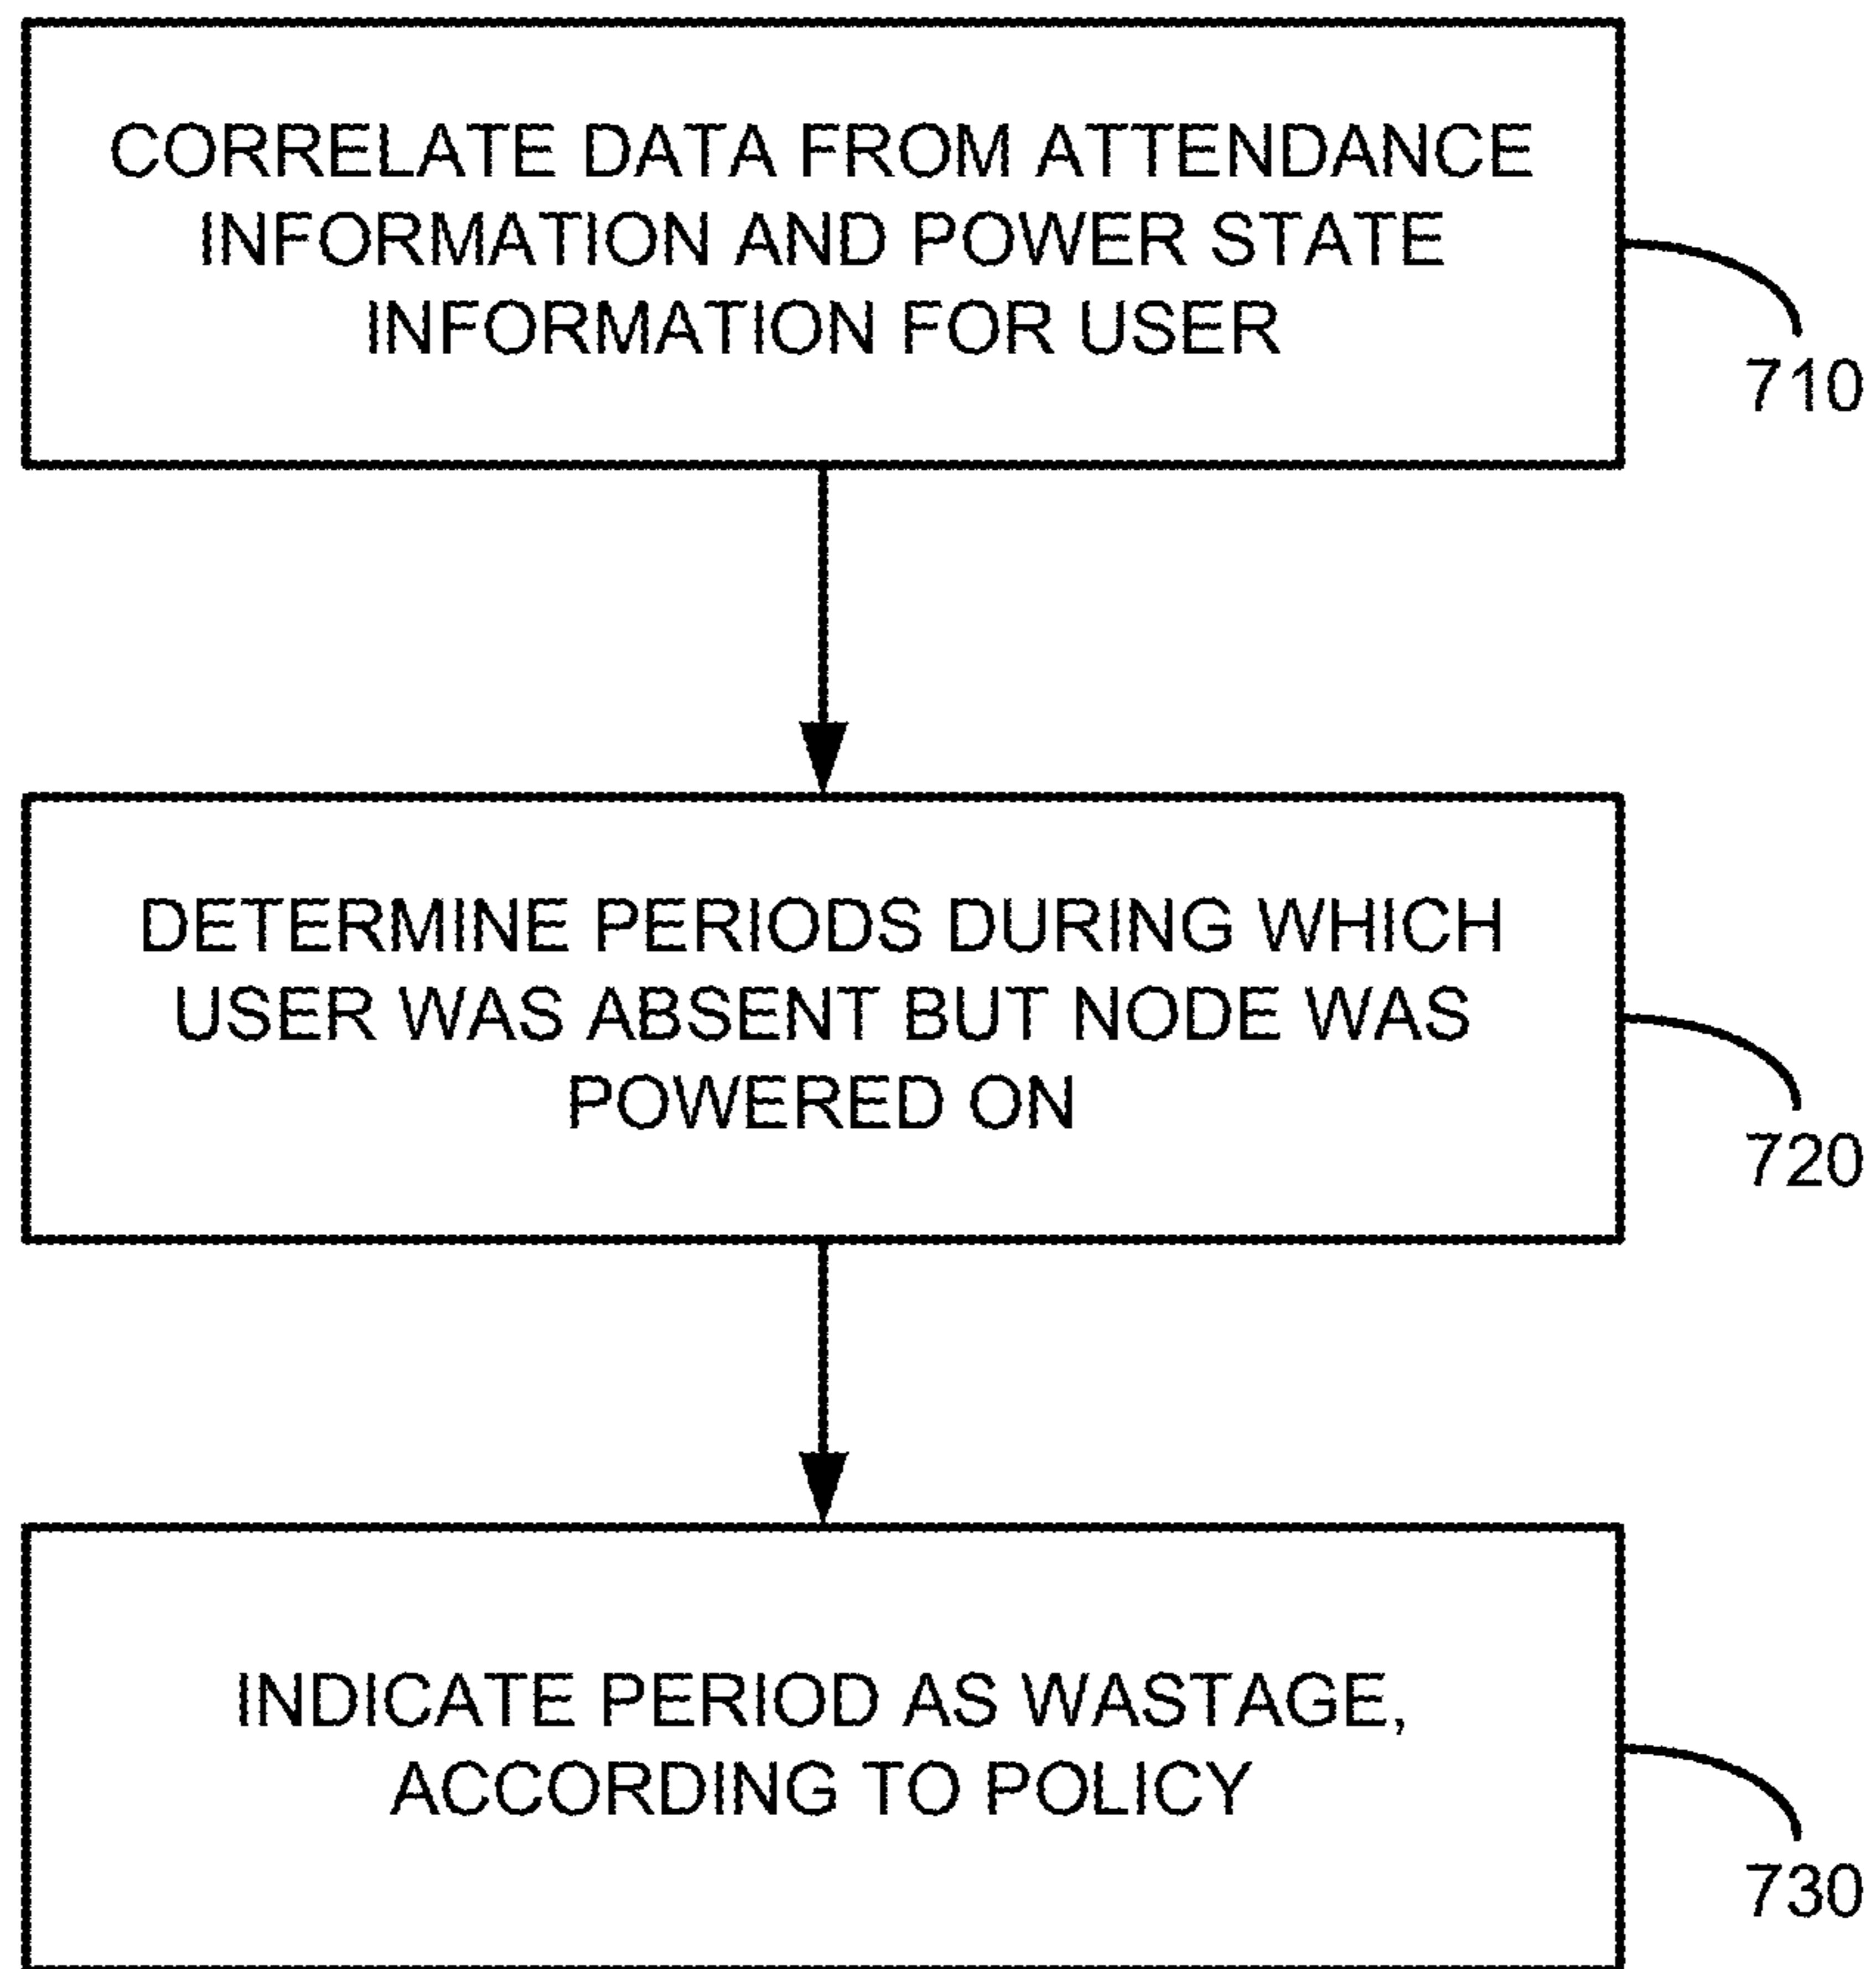 CORRELATE DATA FROM ATTENDANCE
INFORMATION AND POWER STATE
INFORMATION FOR USER
710
DETERMINE PERIODS DURING WHICH
USER WAS ABSENT BUT NODE WAS
POWERED ON
720
INDICATE PERIOD AS WASTAGE,
ACCORDING TO POLICY
730